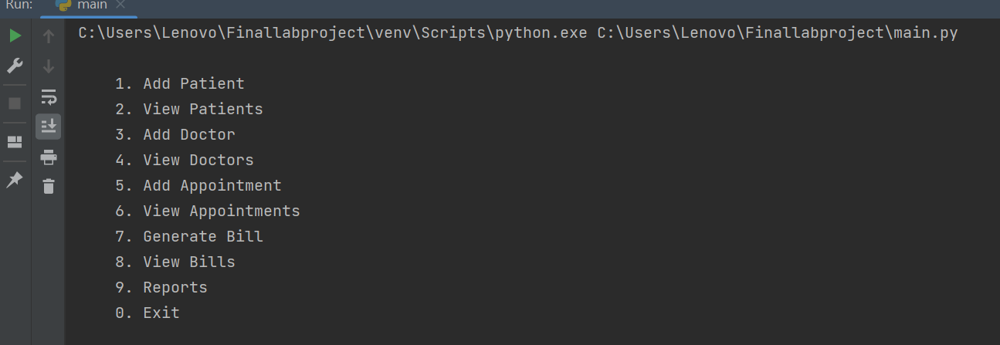 Run: main
C:\Users\Lenovo\Finallabproject\venv\Scripts\python.exe C:\Users\Lenovo\Finallabproject\main.py
1. Add Patient
2. View Patients
3. Add Doctor
4. View Doctors
5. Add Appointment
6. View Appointments
7. Generate Bill
8. View Bills
9. Reports
0. Exit